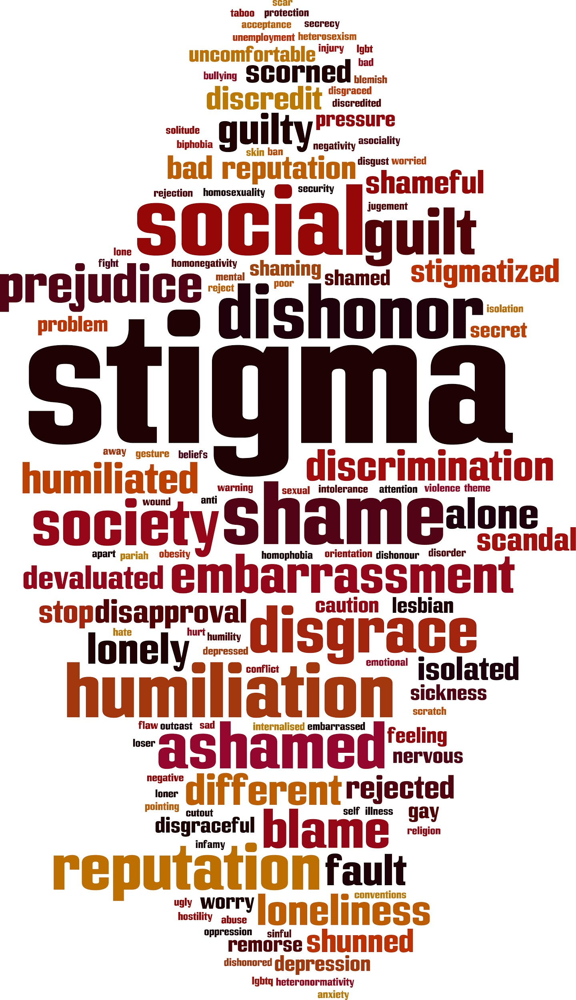 scar
taboo protection
acceptance secrecy
unemployment heterosexism
uncomfortable injury lgbt
scorned bad
bullying blemish
discredit disgraced
discredited
guilty pressure
solitude
biphobia negativity asociality
skin ban
bad reputation disgust worried
shameful
rejection homosexuality security
social jugement
guilt
lone
fight homonegativity shaming stigmatized
prejudice mental shamed
reject poor
dishonor isolation
problem secret
stigma
away gesture beliefs
humiliated discrimination
warning sexual intolerance attention violence theme
wound anti
society shame alone
scandal
apart pariah obesity homophobia orientation dishonour disorder
devaluated embarrassment
stop disapproval caution lesbian
disgrace
hate hurt humility
lonely depressed
emotional isolated
conflict
humiliation sickness
scratch
flaw outcast sad internalised embarrassed
loser ashamed feeling
nervous
negative different rejected
loner
pointing
cutout self illness gay
disgraceful blame religion
infamy
reputation fault
conventions
ugly worry loneliness
hostility abuse
oppression sinful
remorse shunned
dishonored depression
lgbtq heteronormativity
anxiety